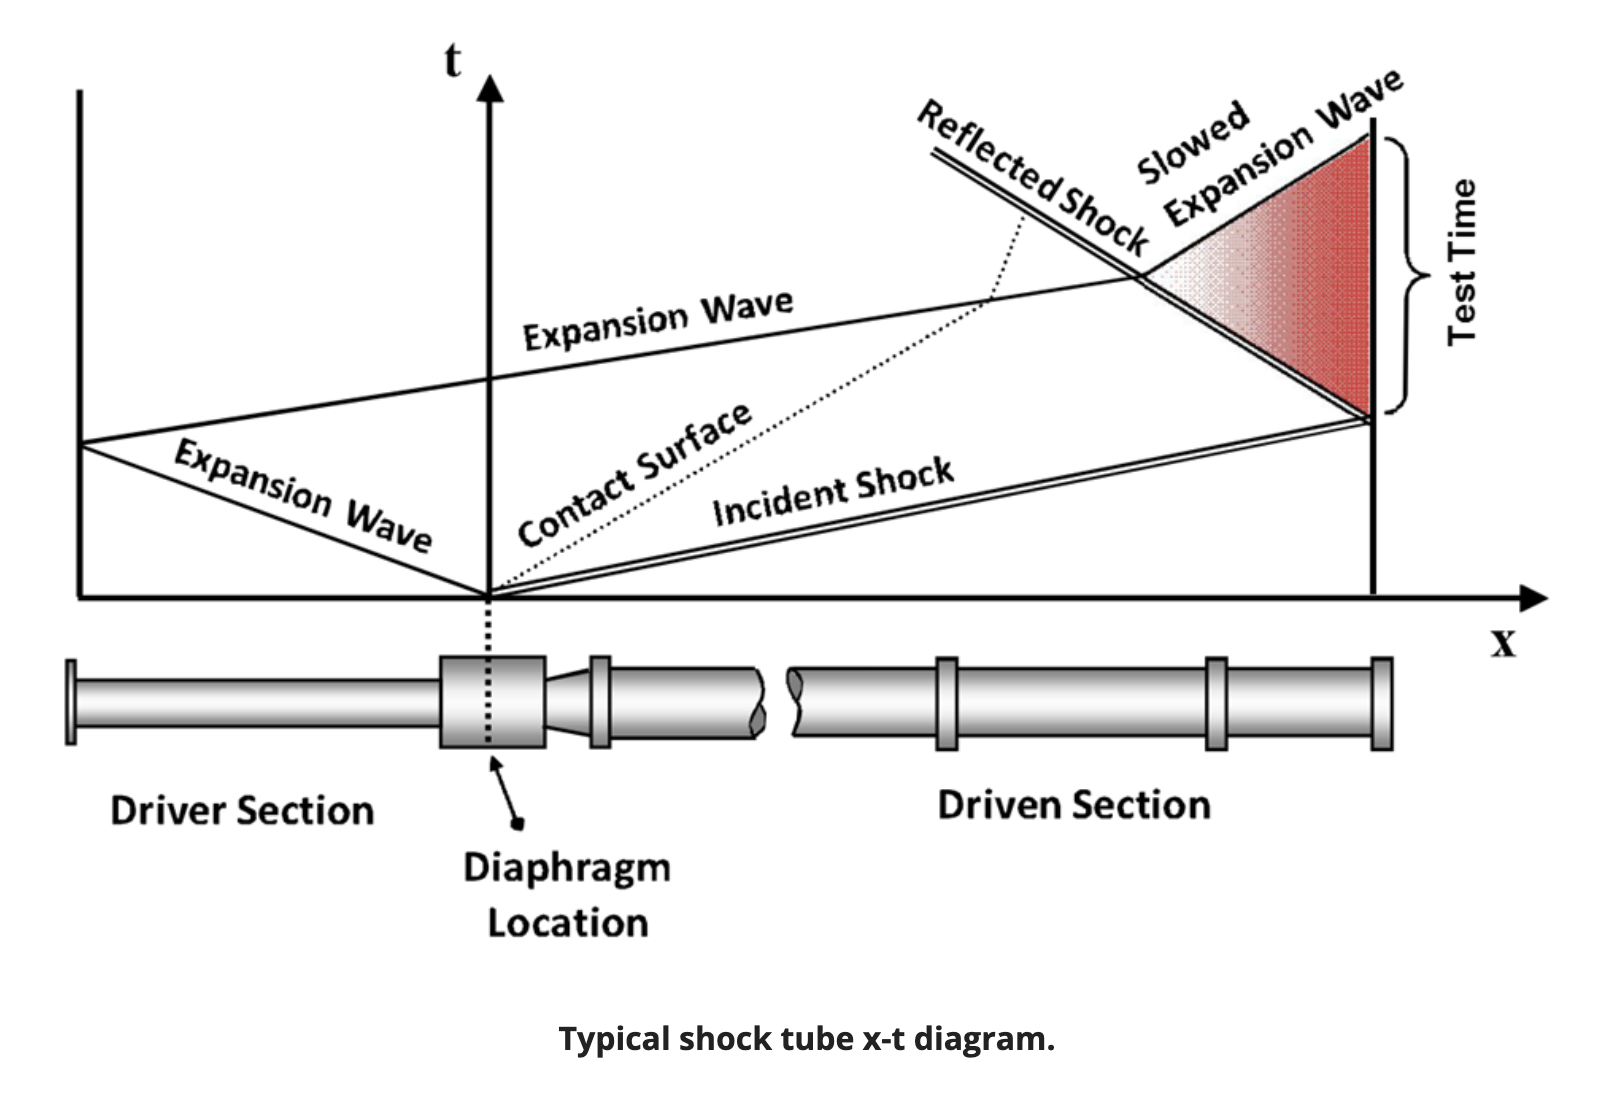 t
Reflected Shock
Slowed
Expansion Wave
Test Time
Expansion Wave
Expansion Wave
Contact Surface
Incident Shock
x
Driver Section
Driven Section
Diaphragm
Location
Typical shock tube x-t diagram.